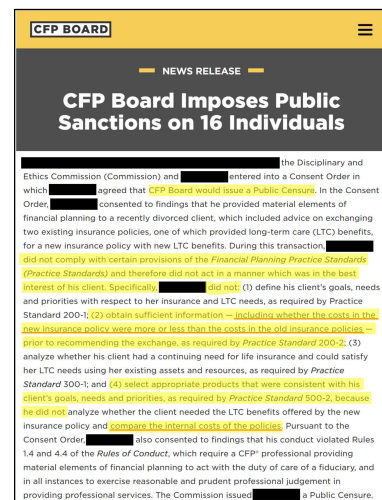 CFP BOARD
NEWS RELEASE
CFP Board Imposes Public
Sanctions on 16 Individuals
the Disciplinary and
Ethics Commission (Commission) and entered into a Consent Order in
which agreed that CFP Board would issue a Public Censure. In the Consent
Order, consented to findings that he provided material elements of
financial planning to a recently divorced client, which included advice on exchanging
two existing insurance policies, one of which provided long-term care (LTC) benefits,
for a new insurance policy with new LTC benefits. During this transaction,
did not comply with certain provisions of the Financial Planning Practice Standards
(Practice Standards) and therefore did not act in a manner which was in the best
interest of his client. Specifically, did not: (1) define his client's goals, needs
and priorities with respect to her insurance and LTC needs, as required by Practice
Standard 200-1; (2) obtain sufficient information — including whether the costs in the
new insurance policy were more or less than the costs in the old insurance policies —
prior to recommending the exchange, as required by Practice Standard 200-2; (3)
analyze whether his client had a continuing need for life insurance and could satisfy
her LTC needs using her existing assets and resources, as required by Practice
Standard 300-1; and (4) select appropriate products that were consistent with his
client's goals, needs and priorities, as required by Practice Standard 500-2, because
he did not analyze whether the client needed the LTC benefits offered by the new
insurance policy and compare the internal costs of the policies. Pursuant to the
Consent Order, also consented to findings that his conduct violated Rules
1.4 and 4.4 of the Rules of Conduct, which require a CFP® professional providing
material elements of financial planning to act with the duty of care of a fiduciary, and
in all instances to exercise reasonable and prudent professional judgement in
providing professional services. The Commission issued a Public Censure.